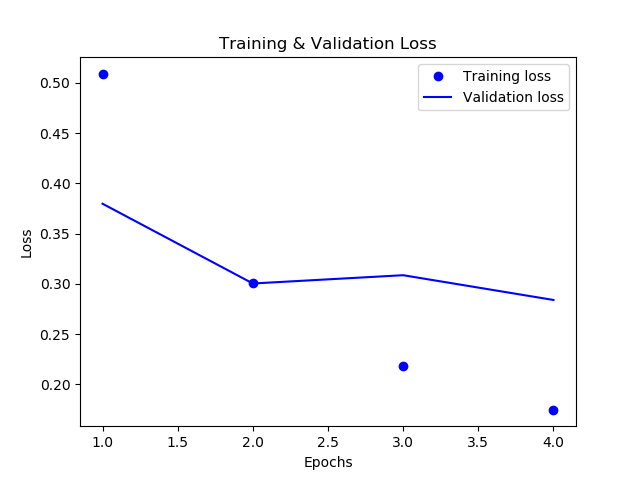 Training & Validation Loss
Training loss
Validation loss
0.50
0.45
0.40
0.35
0.30
0.25
0.20
Loss
1.0 1.5 2.0 2.5 3.0 3.5 4.0
Epochs